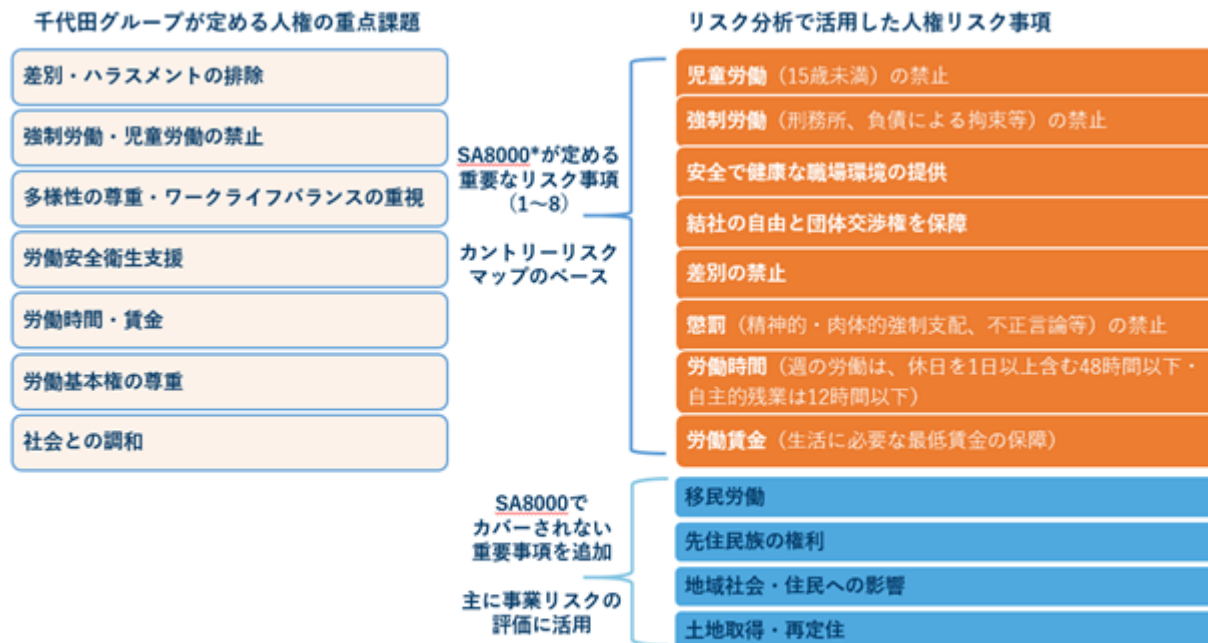 千代田グループが定める人権の重点課題
差別・ハラスメントの排除
強制労働・児童労働の禁止
多様性の尊重・ワークライフバランスの重視
労働安全衛生支援
労働時間・賃金
労働基本権の尊重
社会との調和
SA8000*が定める
重要なリスク事項
（1～8）
カントリーリスク
マップのベース
SA8000で
カバーされない
重要事項を追加
主に事業リスクの
評価に活用
リスク分析で活用した人権リスク事項
児童労働（15歳未満）の禁止
強制労働（刑務所、負債による拘束等）の禁止
安全で健康な職場環境の提供
結社の自由と団体交渉権を保障
差別の禁止
懲罰（精神的・肉体的強制支配、不正言論等）の禁止
労働時間（週の労働は、休日を1日以上含む48時間以下・
自主的残業は12時間以下）
労働賃金（生活に必要な最低賃金の保障）
移民労働
先住民族の権利
地域社会・住民への影響
土地取得・再定住